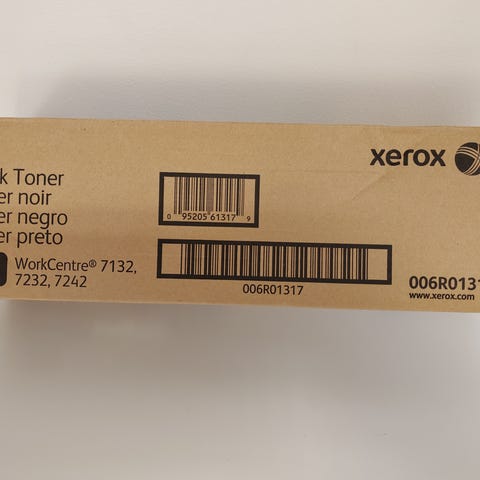 xerox
k Toner
er noir
er negro
er preto
WorkCentre® 7132,
7232, 7242
0 95205 61317 9
006R01317
006R0131
www.xerox.com